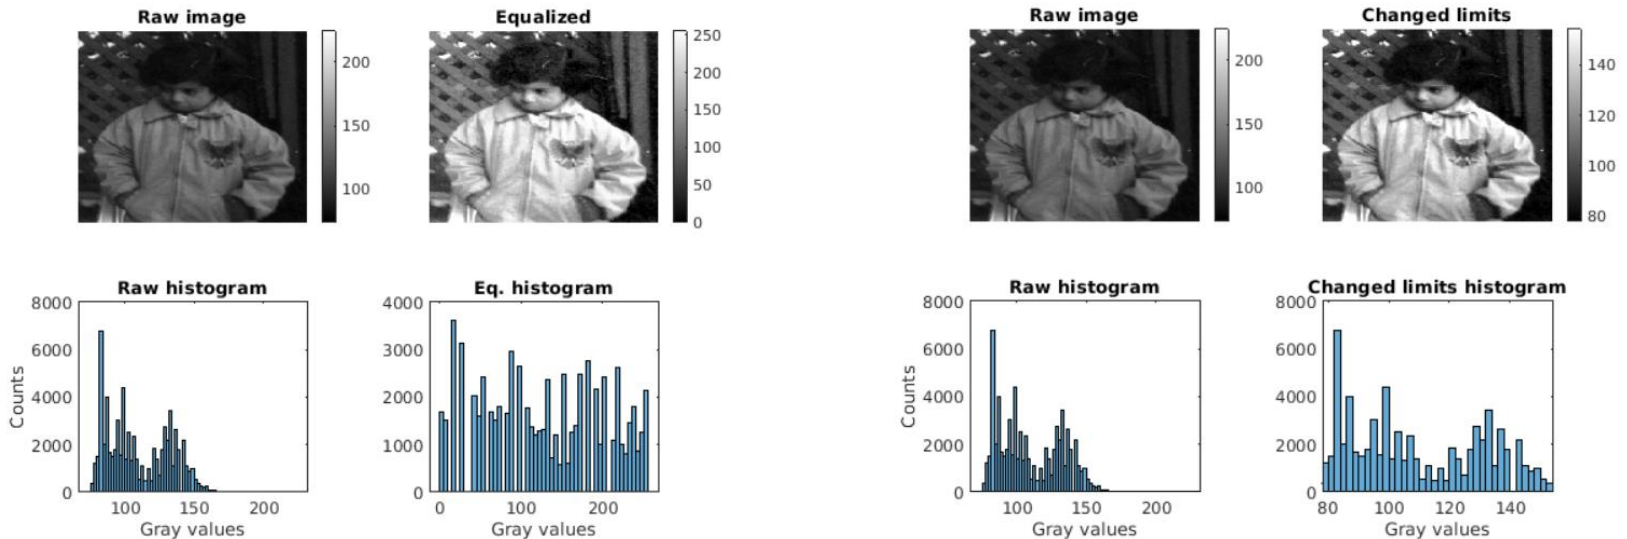 Raw image
200
150
100
Equalized
250
200
150
100
50
0
Raw image
200
150
100
Changed limits
140
120
100
80
Raw histogram
8000
6000
4000
2000
0
Counts
100 150 200
Gray values
Eq. histogram
4000
3000
2000
1000
0
0 100 200
Gray values
Raw histogram
8000
6000
4000
2000
0
Counts
100 150 200
Gray values
Changed limits histogram
8000
6000
4000
2000
0
80 100 120 140
Gray values